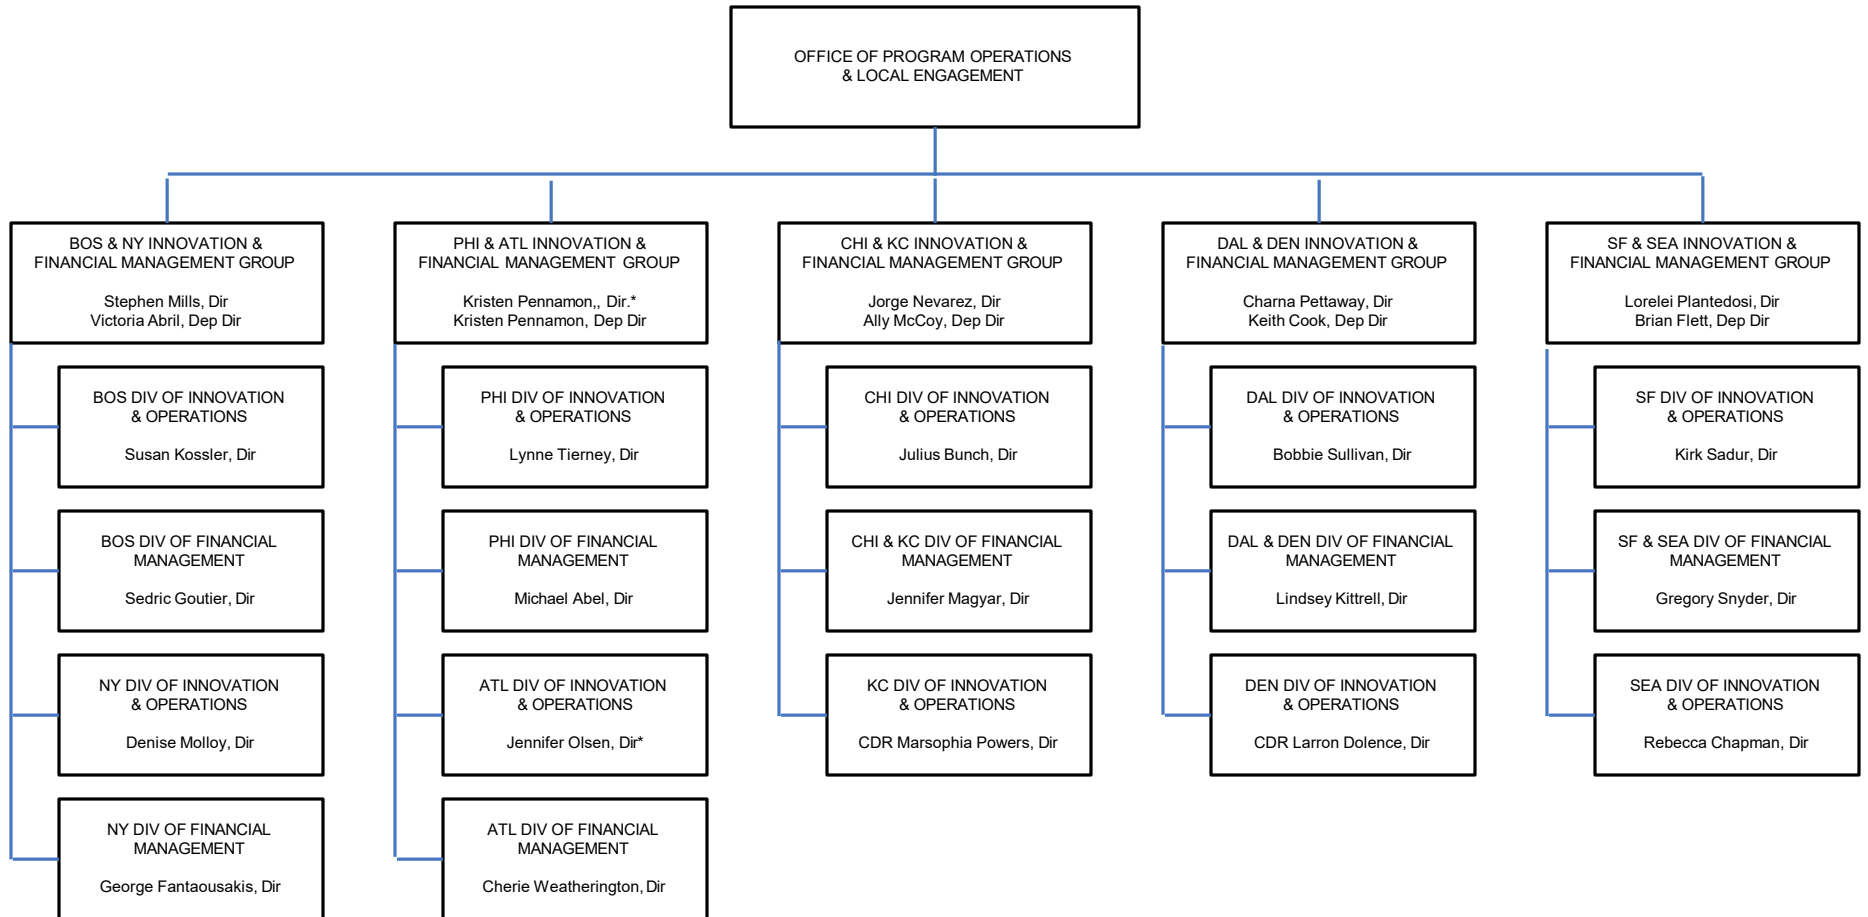 OFFICE OF PROGRAM OPERATIONS
& LOCAL ENGAGEMENT
BOS & NY INNOVATION &
FINANCIAL MANAGEMENT GROUP
Stephen Mills, Dir
Victoria Abril, Dep Dir
BOS DIV OF INNOVATION
& OPERATIONS
Susan Kossler, Dir
BOS DIV OF FINANCIAL
MANAGEMENT
Sedric Goutier, Dir
NY DIV OF INNOVATION
& OPERATIONS
Denise Molloy, Dir
NY DIV OF FINANCIAL
MANAGEMENT
George Fantaousakis, Dir
PHI & ATL INNOVATION &
FINANCIAL MANAGEMENT GROUP
Kristen Pennamon,, Dir.*
Kristen Pennamon, Dep Dir
PHI DIV OF INNOVATION
& OPERATIONS
Lynne Tierney, Dir
PHI DIV OF FINANCIAL
MANAGEMENT
Michael Abel, Dir
ATL DIV OF INNOVATION
& OPERATIONS
Jennifer Olsen, Dir*
ATL DIV OF FINANCIAL
MANAGEMENT
Cherie Weatherington, Dir
CHI & KC INNOVATION &
FINANCIAL MANAGEMENT GROUP
Jorge Nevarez, Dir
Ally McCoy, Dep Dir
CHI DIV OF INNOVATION
& OPERATIONS
Julius Bunch, Dir
CHI & KC DIV OF FINANCIAL
MANAGEMENT
Jennifer Magyar, Dir
KC DIV OF INNOVATION
& OPERATIONS
CDR Marsophia Powers, Dir
DAL & DEN INNOVATION &
FINANCIAL MANAGEMENT GROUP
Charna Pettaway, Dir
Keith Cook, Dep Dir
DAL DIV OF INNOVATION
& OPERATIONS
Bobbie Sullivan, Dir
DAL & DEN DIV OF FINANCIAL
MANAGEMENT
Lindsey Kittrell, Dir
DEN DIV OF INNOVATION
& OPERATIONS
CDR Larron Dolence, Dir
SF & SEA INNOVATION &
FINANCIAL MANAGEMENT GROUP
Lorelei Plantedosi, Dir
Brian Flett, Dep Dir
SF DIV OF INNOVATION
& OPERATIONS
Kirk Sadur, Dir
SF & SEA DIV OF FINANCIAL
MANAGEMENT
Gregory Snyder, Dir
SEA DIV OF INNOVATION
& OPERATIONS
Rebecca Chapman, Dir